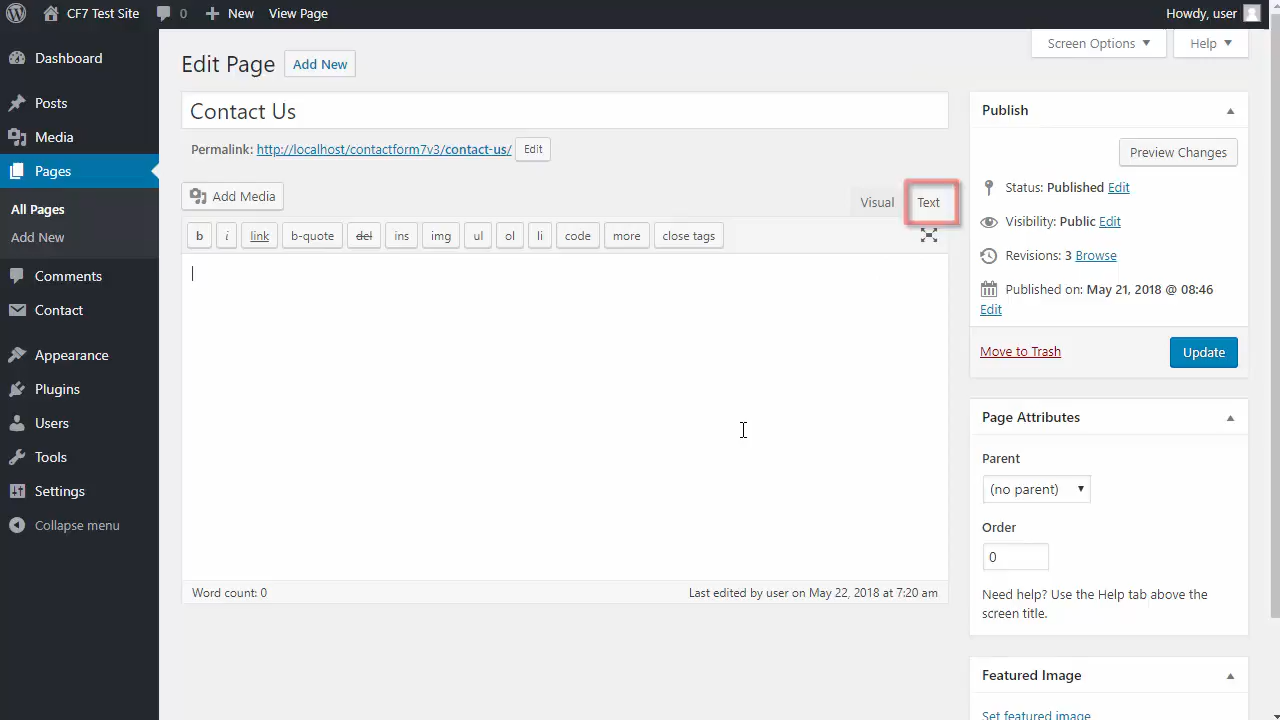 CF7 Test Site 0 New View Page Howdy, user
Screen Options Help
Dashboard
Posts
Media
Pages
All Pages
Add New
Comments
Contact
Appearance
Plugins
Users
Tools
Settings
Collapse menu
Edit Page Add New
Contact Us
Permalink: http://localhost/contactform7v3/contact-us/ Edit
Add Media
Visual Text
b i link b-quote del ins img ul ol li code more close tags
Word count: 0 Last edited by user on May 22, 2018 at 7:20 am
Publish
Preview Changes
Status: Published Edit
Visibility: Public Edit
Revisions: 3 Browse
Published on: May 21, 2018 @ 08:46
Edit
Move to Trash Update
Page Attributes
Parent
(no parent)
Order
0
Need help? Use the Help tab above the
screen title.
Featured Image
Set featured image